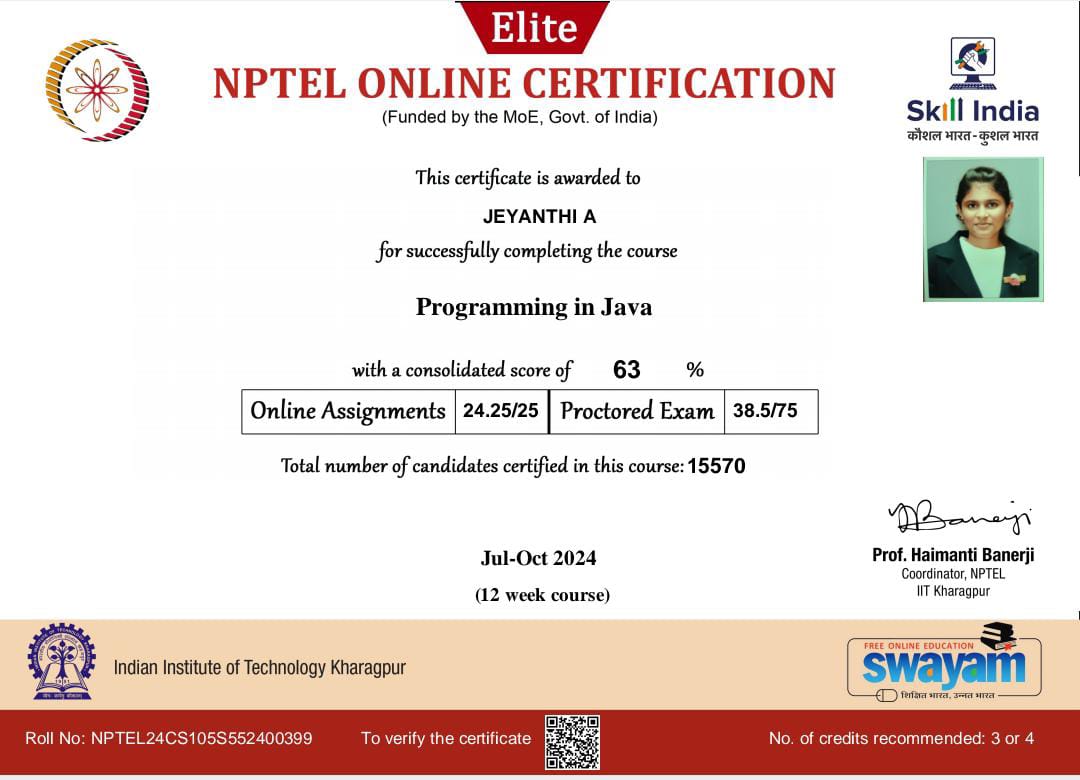 Elite
NPTEL ONLINE CERTIFICATION
(Funded by the MoE, Govt. of India)
Skill India
कौशल भारत-कुशल भारत
This certificate is awarded to
JEYANTHI A
for successfully completing the course
Programming in Java
with a consolidated score of 63 %
Online Assignments 24.25/25 Proctored Exam 38.5/75
Total number of candidates certified in this course: 15570
Prof. Haimanti Banerji
Coordinator, NPTEL
IIT Kharagpur
Jul-Oct 2024
(12 week course)
Indian Institute of Technology Kharagpur
FREE ONLINE EDUCATION
swayam
शिक्षित भारत, उन्नत भारत
Roll No: NPTEL24CS105S552400399 To verify the certificate No. of credits recommended: 3 or 4